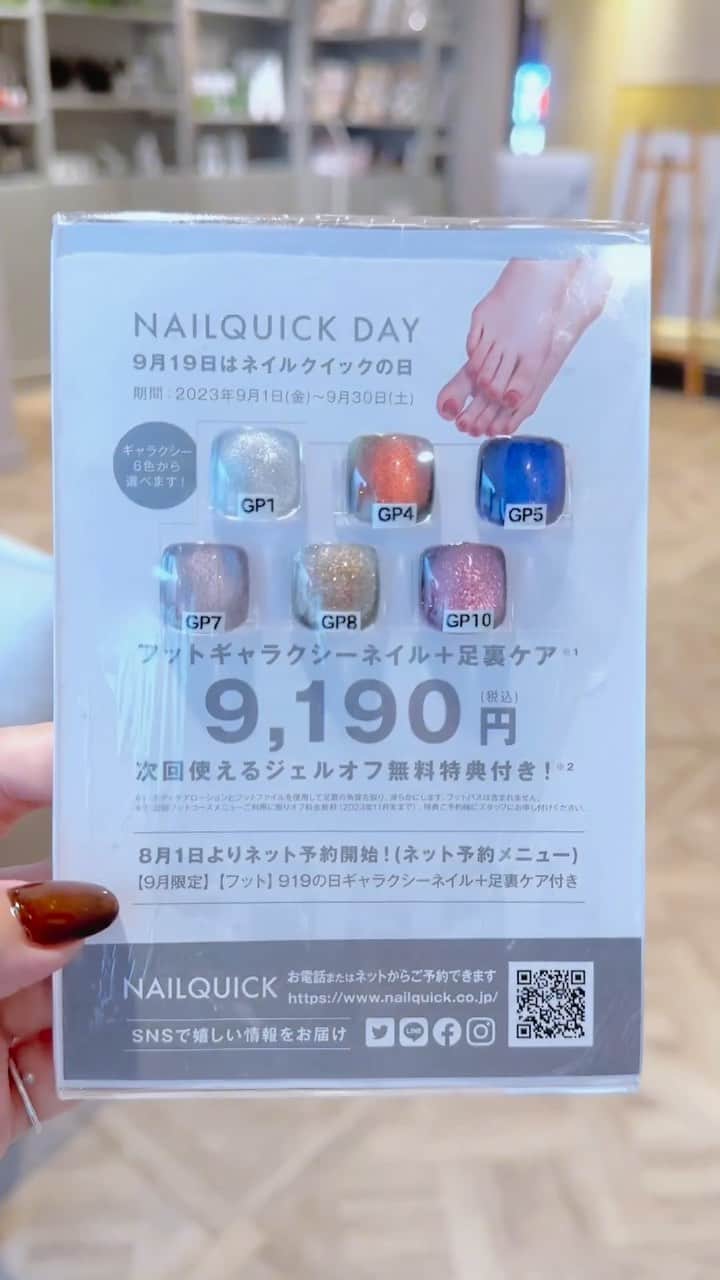 NAILQUICK DAY
9月19日はネイルクイックの日
期間：2023年9月1日(金)～9月30日(土)
ギャラクシー
6色から
選べます！
GP1
GP4
GP5
GP7
GP8
GP10
フットギャラクシーネイル＋足裏ケア※1
9,190円(税込)
次回使えるジェルオフ無料特典付き！※2
8月1日よりネット予約開始！(ネット予約メニュー)
【9月限定】【フット】919の日ギャラクシーネイル＋足裏ケア付き
NAILQUICK
お電話またはネットからご予約できます
https://www.nailquick.co.jp/
SNSで嬉しい情報をお届け
LINE